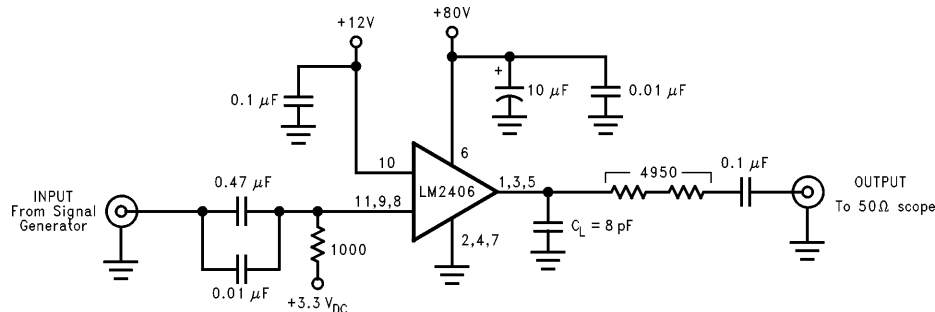 +12V
+80V
0.1 μF
+
10 μF
0.01 μF
10
6
LM2406
11,9,8
1,3,5
2,4,7
4950
0.1 μF
C_L = 8 pF
INPUT
From Signal
Generator
0.47 μF
0.01 μF
1000
+3.3 V_DC
OUTPUT
To 50Ω scope